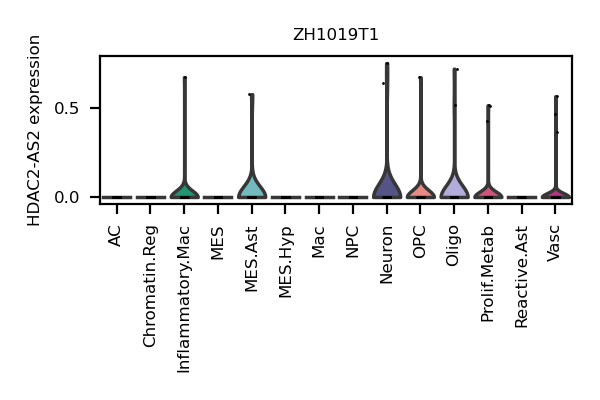 ZH1019T1
HDAC2-AS2 expression
0.5
0.0
AC
Chromatin.Reg
Inflammatory.Mac
MES
MES.Ast
MES.Hyp
Mac
NPC
Neuron
OPC
Oligo
Prolif.Metab
Reactive.Ast
Vasc